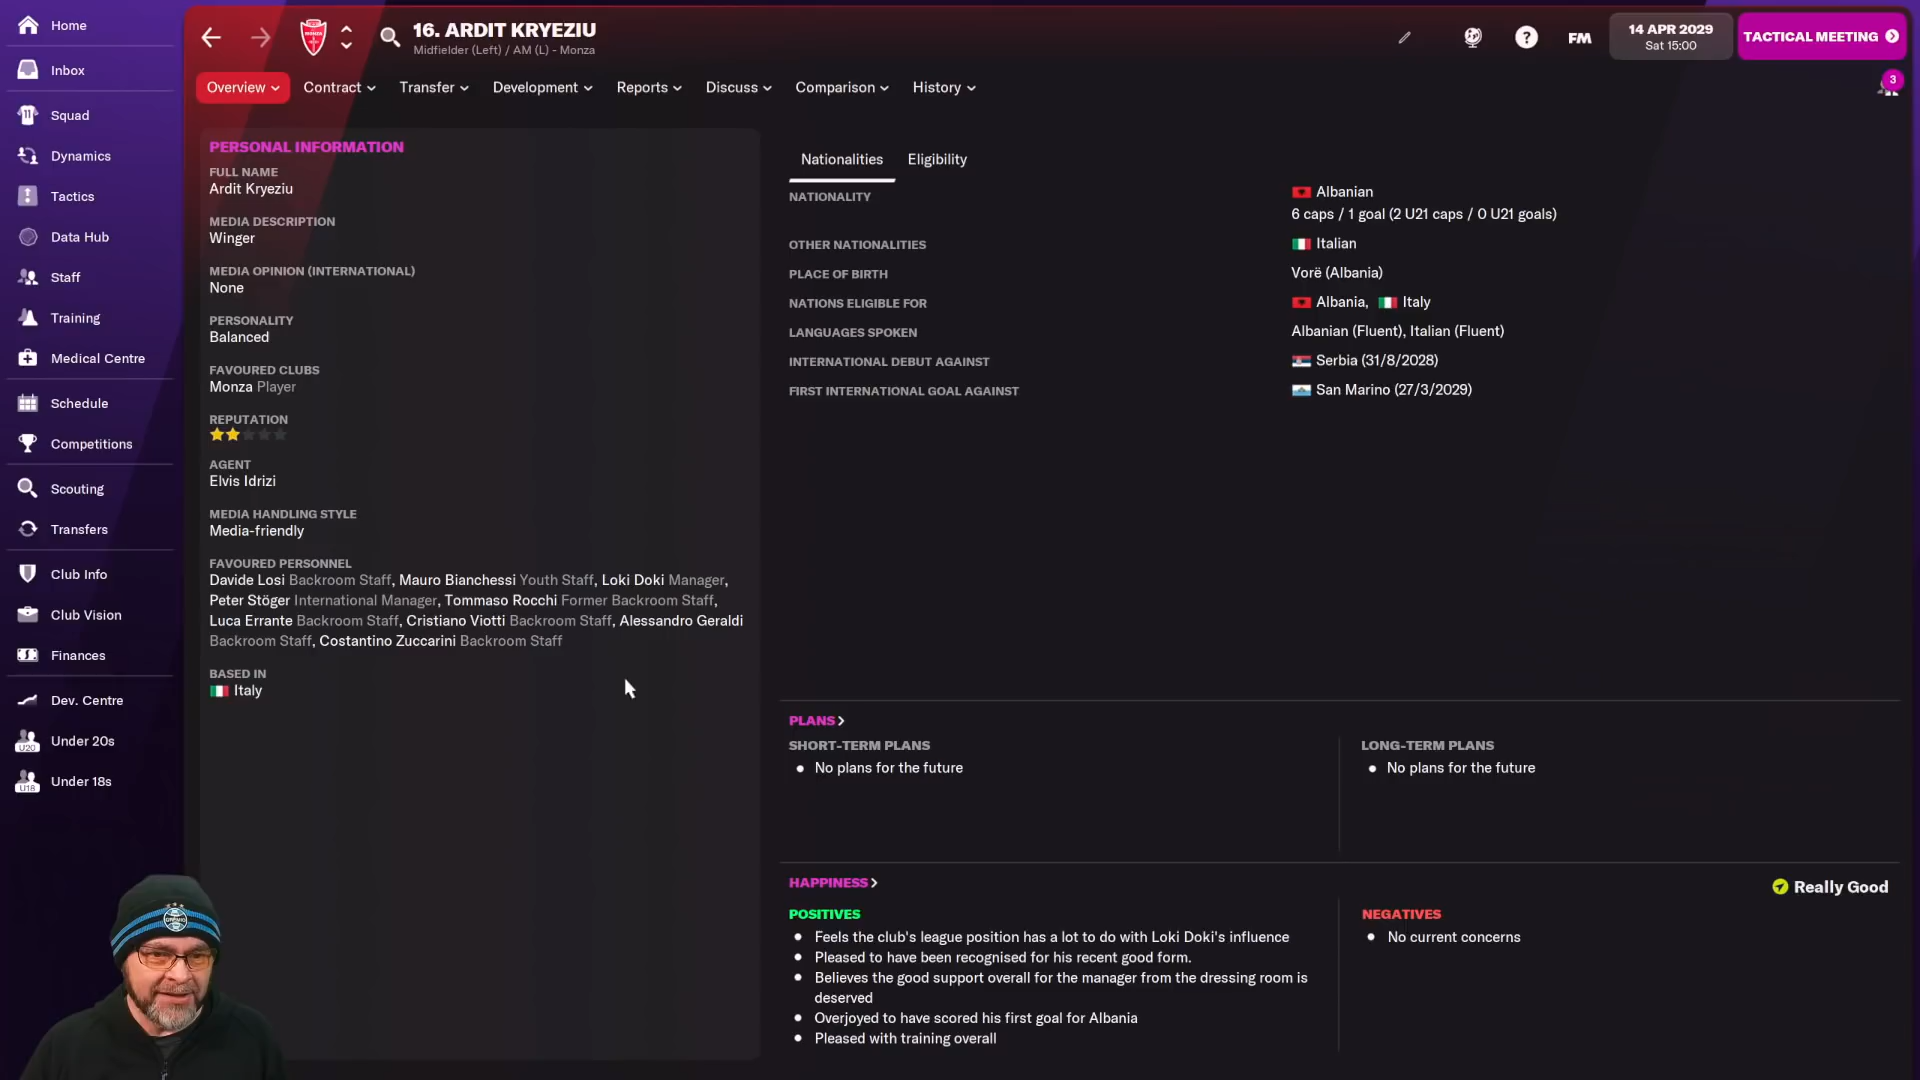 Home
Inbox
Squad
Dynamics
Tactics
Data Hub
Staff
Training
Medical Centre
Schedule
Competitions
Scouting
Transfers
Club Info
Club Vision
Finances
Dev. Centre
U20 Under 20s
U18 Under 18s
MONZA
16. ARDIT KRYEZIU
Midfielder (Left) / AM (L) - Monza
?
FM
14 APR 2029
Sat 15:00
TACTICAL MEETING
3
Overview Contract Transfer Development Reports Discuss Comparison History
PERSONAL INFORMATION
FULL NAME
Ardit Kryeziu
MEDIA DESCRIPTION
Winger
MEDIA OPINION (INTERNATIONAL)
None
PERSONALITY
Balanced
FAVOURED CLUBS
Monza Player
REPUTATION
AGENT
Elvis Idrizi
MEDIA HANDLING STYLE
Media-friendly
FAVOURED PERSONNEL
Davide Losi Backroom Staff, Mauro Bianchessi Youth Staff, Loki Doki Manager,
Peter Stöger International Manager, Tommaso Rocchi Former Backroom Staff,
Luca Errante Backroom Staff, Cristiano Viotti Backroom Staff, Alessandro Geraldi
Backroom Staff, Costantino Zuccarini Backroom Staff
BASED IN
Italy
Nationalities Eligibility
NATIONALITY Albanian
6 caps / 1 goal (2 U21 caps / 0 U21 goals)
OTHER NATIONALITIES Italian
PLACE OF BIRTH Vorë (Albania)
NATIONS ELIGIBLE FOR Albania, Italy
LANGUAGES SPOKEN Albanian (Fluent), Italian (Fluent)
INTERNATIONAL DEBUT AGAINST Serbia (31/8/2028)
FIRST INTERNATIONAL GOAL AGAINST San Marino (27/3/2029)
PLANS
SHORT-TERM PLANS
No plans for the future
LONG-TERM PLANS
No plans for the future
HAPPINESS
Really Good
POSITIVES
Feels the club's league position has a lot to do with Loki Doki's influence
Pleased to have been recognised for his recent good form.
Believes the good support overall for the manager from the dressing room is
deserved
Overjoyed to have scored his first goal for Albania
Pleased with training overall
NEGATIVES
No current concerns
GRÊMIO